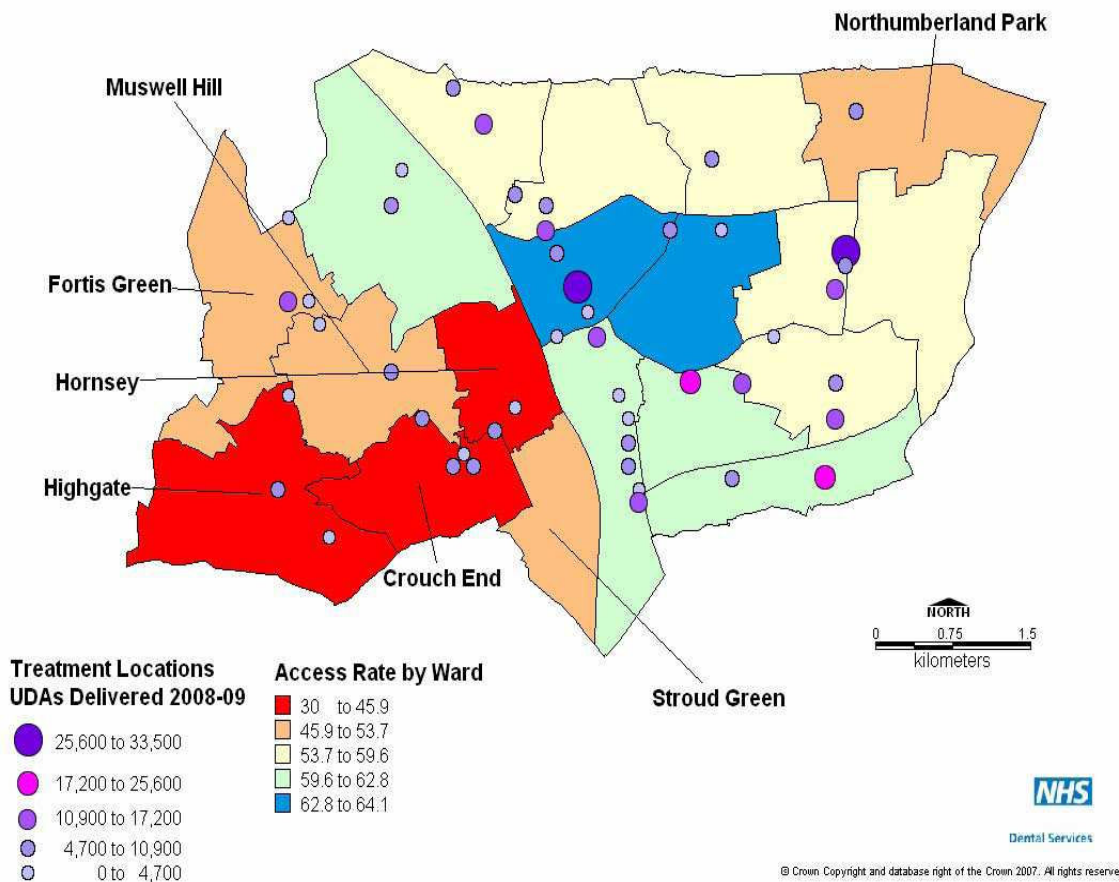 Northumberland Park
Muswell Hill
Fortis Green
Hornsey
Highgate
Crouch End
NORTH
0 0.75 1.5
kilometers
Stroud Green
Treatment Locations
UDAs Delivered 2008-09
25,600 to 33,500
17,200 to 25,600
10,900 to 17,200
4,700 to 10,900
0 to 4,700
Access Rate by Ward
30 to 45.9
45.9 to 53.7
53.7 to 59.6
59.6 to 62.8
62.8 to 64.1
NHS
Dental Services
© Crown Copyright and database right of the Crown 2007. All rights reserve